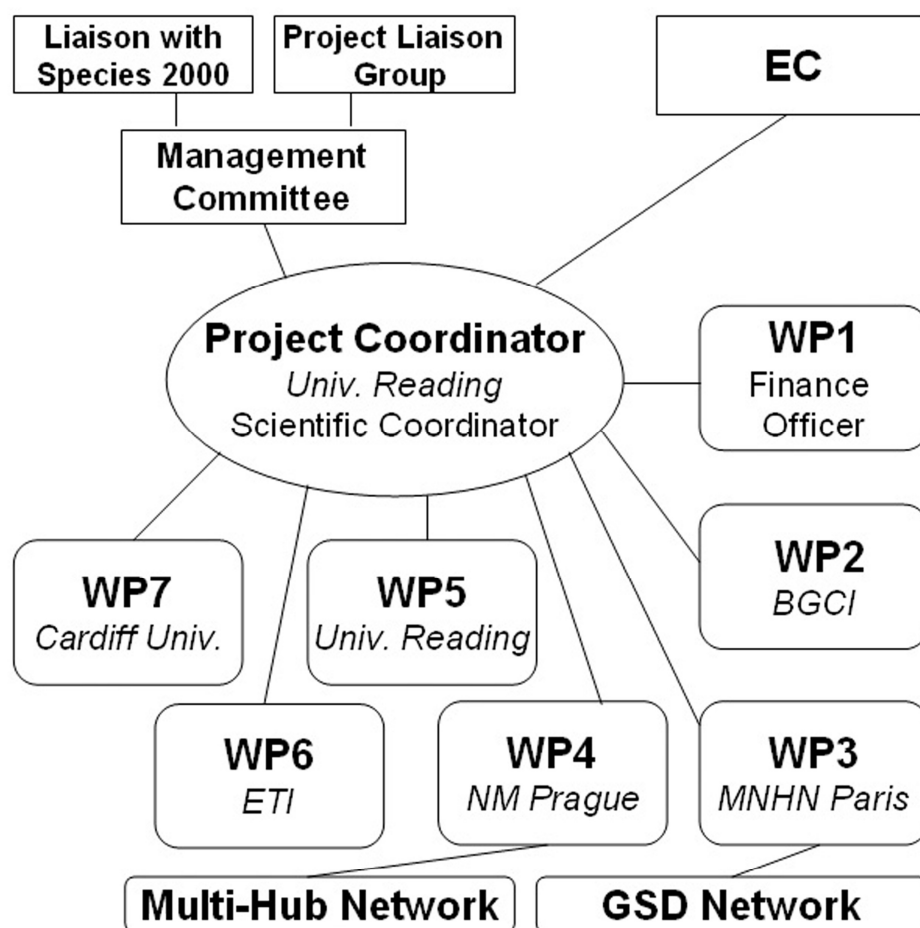 Liaison with
Species 2000
Project Liaison
Group
EC
Management
Committee
Project Coordinator
Univ. Reading
Scientific Coordinator
WP1
Finance
Officer
WP2
BGCI
WP7
Cardiff Univ.
WP5
Univ. Reading
WP6
ETI
WP4
NM Prague
WP3
MNHN Paris
Multi-Hub Network
GSD Network